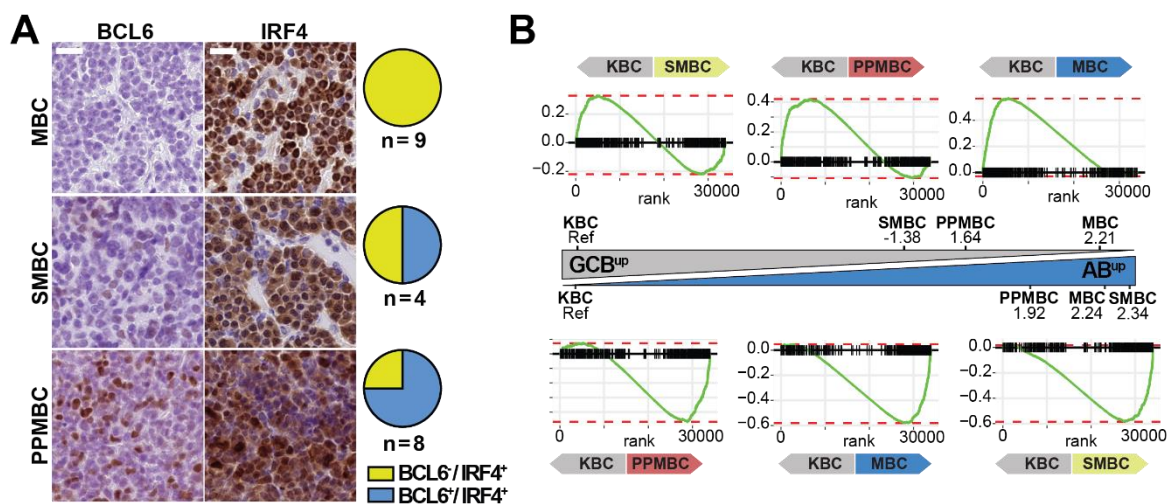 A
BCL6 IRF4
MBC
n=9
SMBC
n=4
PPMBC
n=8
BCL6-/IRF4+
BCL6+/IRF4+
B
KBC SMBC KBC PPMBC KBC MBC
0.2
0.0
−0.2
0 30000
rank
0.4
0.2
0.0
0 30000
rank
0.4
0.2
0.0
0 30000
rank
KBC SMBC PPMBC MBC
Ref -1.38 1.64 2.21
GCBup ABup
KBC PPMBC MBC SMBC
Ref 1.92 2.24 2.34
0 30000
rank
0.0
−0.2
−0.4
−0.6
0 30000
rank
0.0
−0.2
−0.4
−0.6
0 30000
rank
KBC PPMBC KBC MBC KBC SMBC